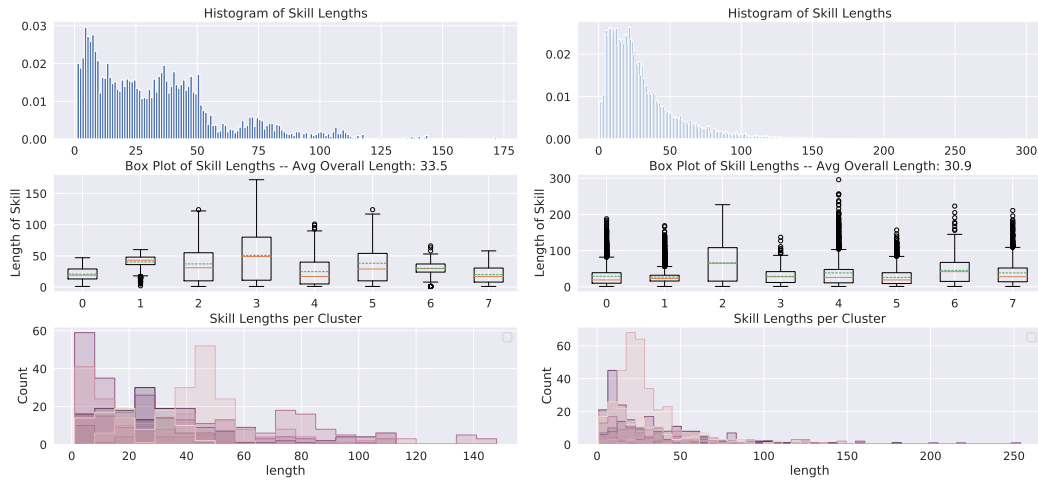 Histogram of Skill Lengths
0.03
0.02
0.01
0.00
0 25 50 75 100 125 150 175
Box Plot of Skill Lengths -- Avg Overall Length: 33.5
Length of Skill
150
100
50
0
0 1 2 3 4 5 6 7
Skill Lengths per Cluster
Count
60
40
20
0
0 20 40 60 80 100 120 140
length
Histogram of Skill Lengths
0.02
0.01
0.00
0 50 100 150 200 250 300
Box Plot of Skill Lengths -- Avg Overall Length: 30.9
Length of Skill
300
200
100
0
0 1 2 3 4 5 6 7
Skill Lengths per Cluster
Count
60
40
20
0
0 50 100 150 200 250
length